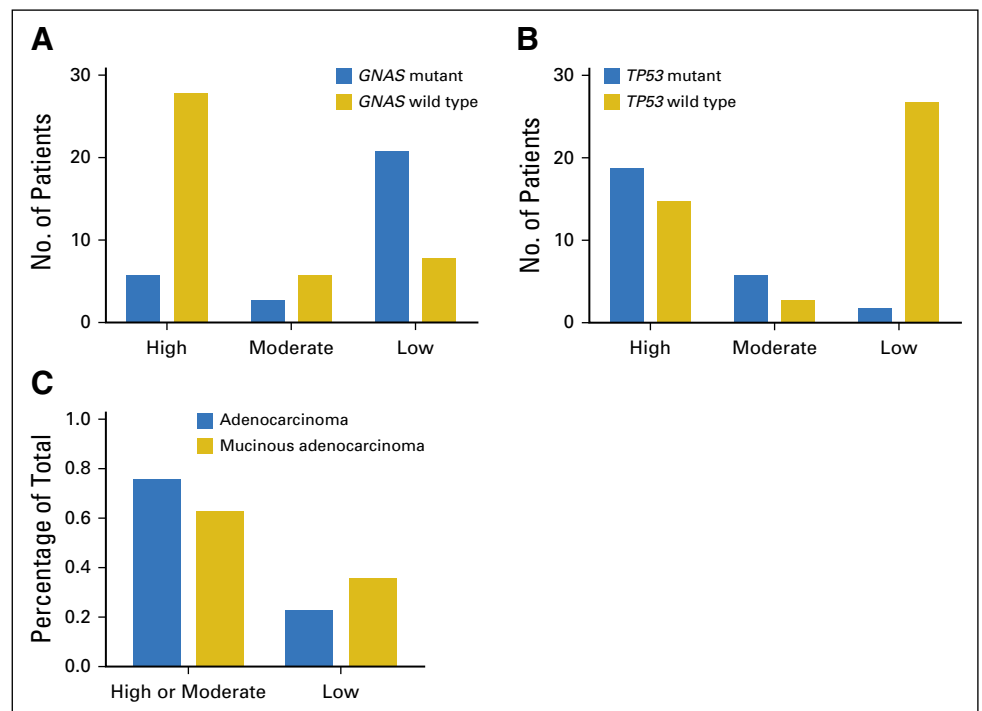 A
No. of Patients
30
20
10
0
GNAS mutant
GNAS wild type
High
Moderate
Low
B
No. of Patients
30
20
10
0
TP53 mutant
TP53 wild type
High
Moderate
Low
C
Percentage of Total
1.0
0.8
0.6
0.4
0.2
0.0
Adenocarcinoma
Mucinous adenocarcinoma
High or Moderate
Low